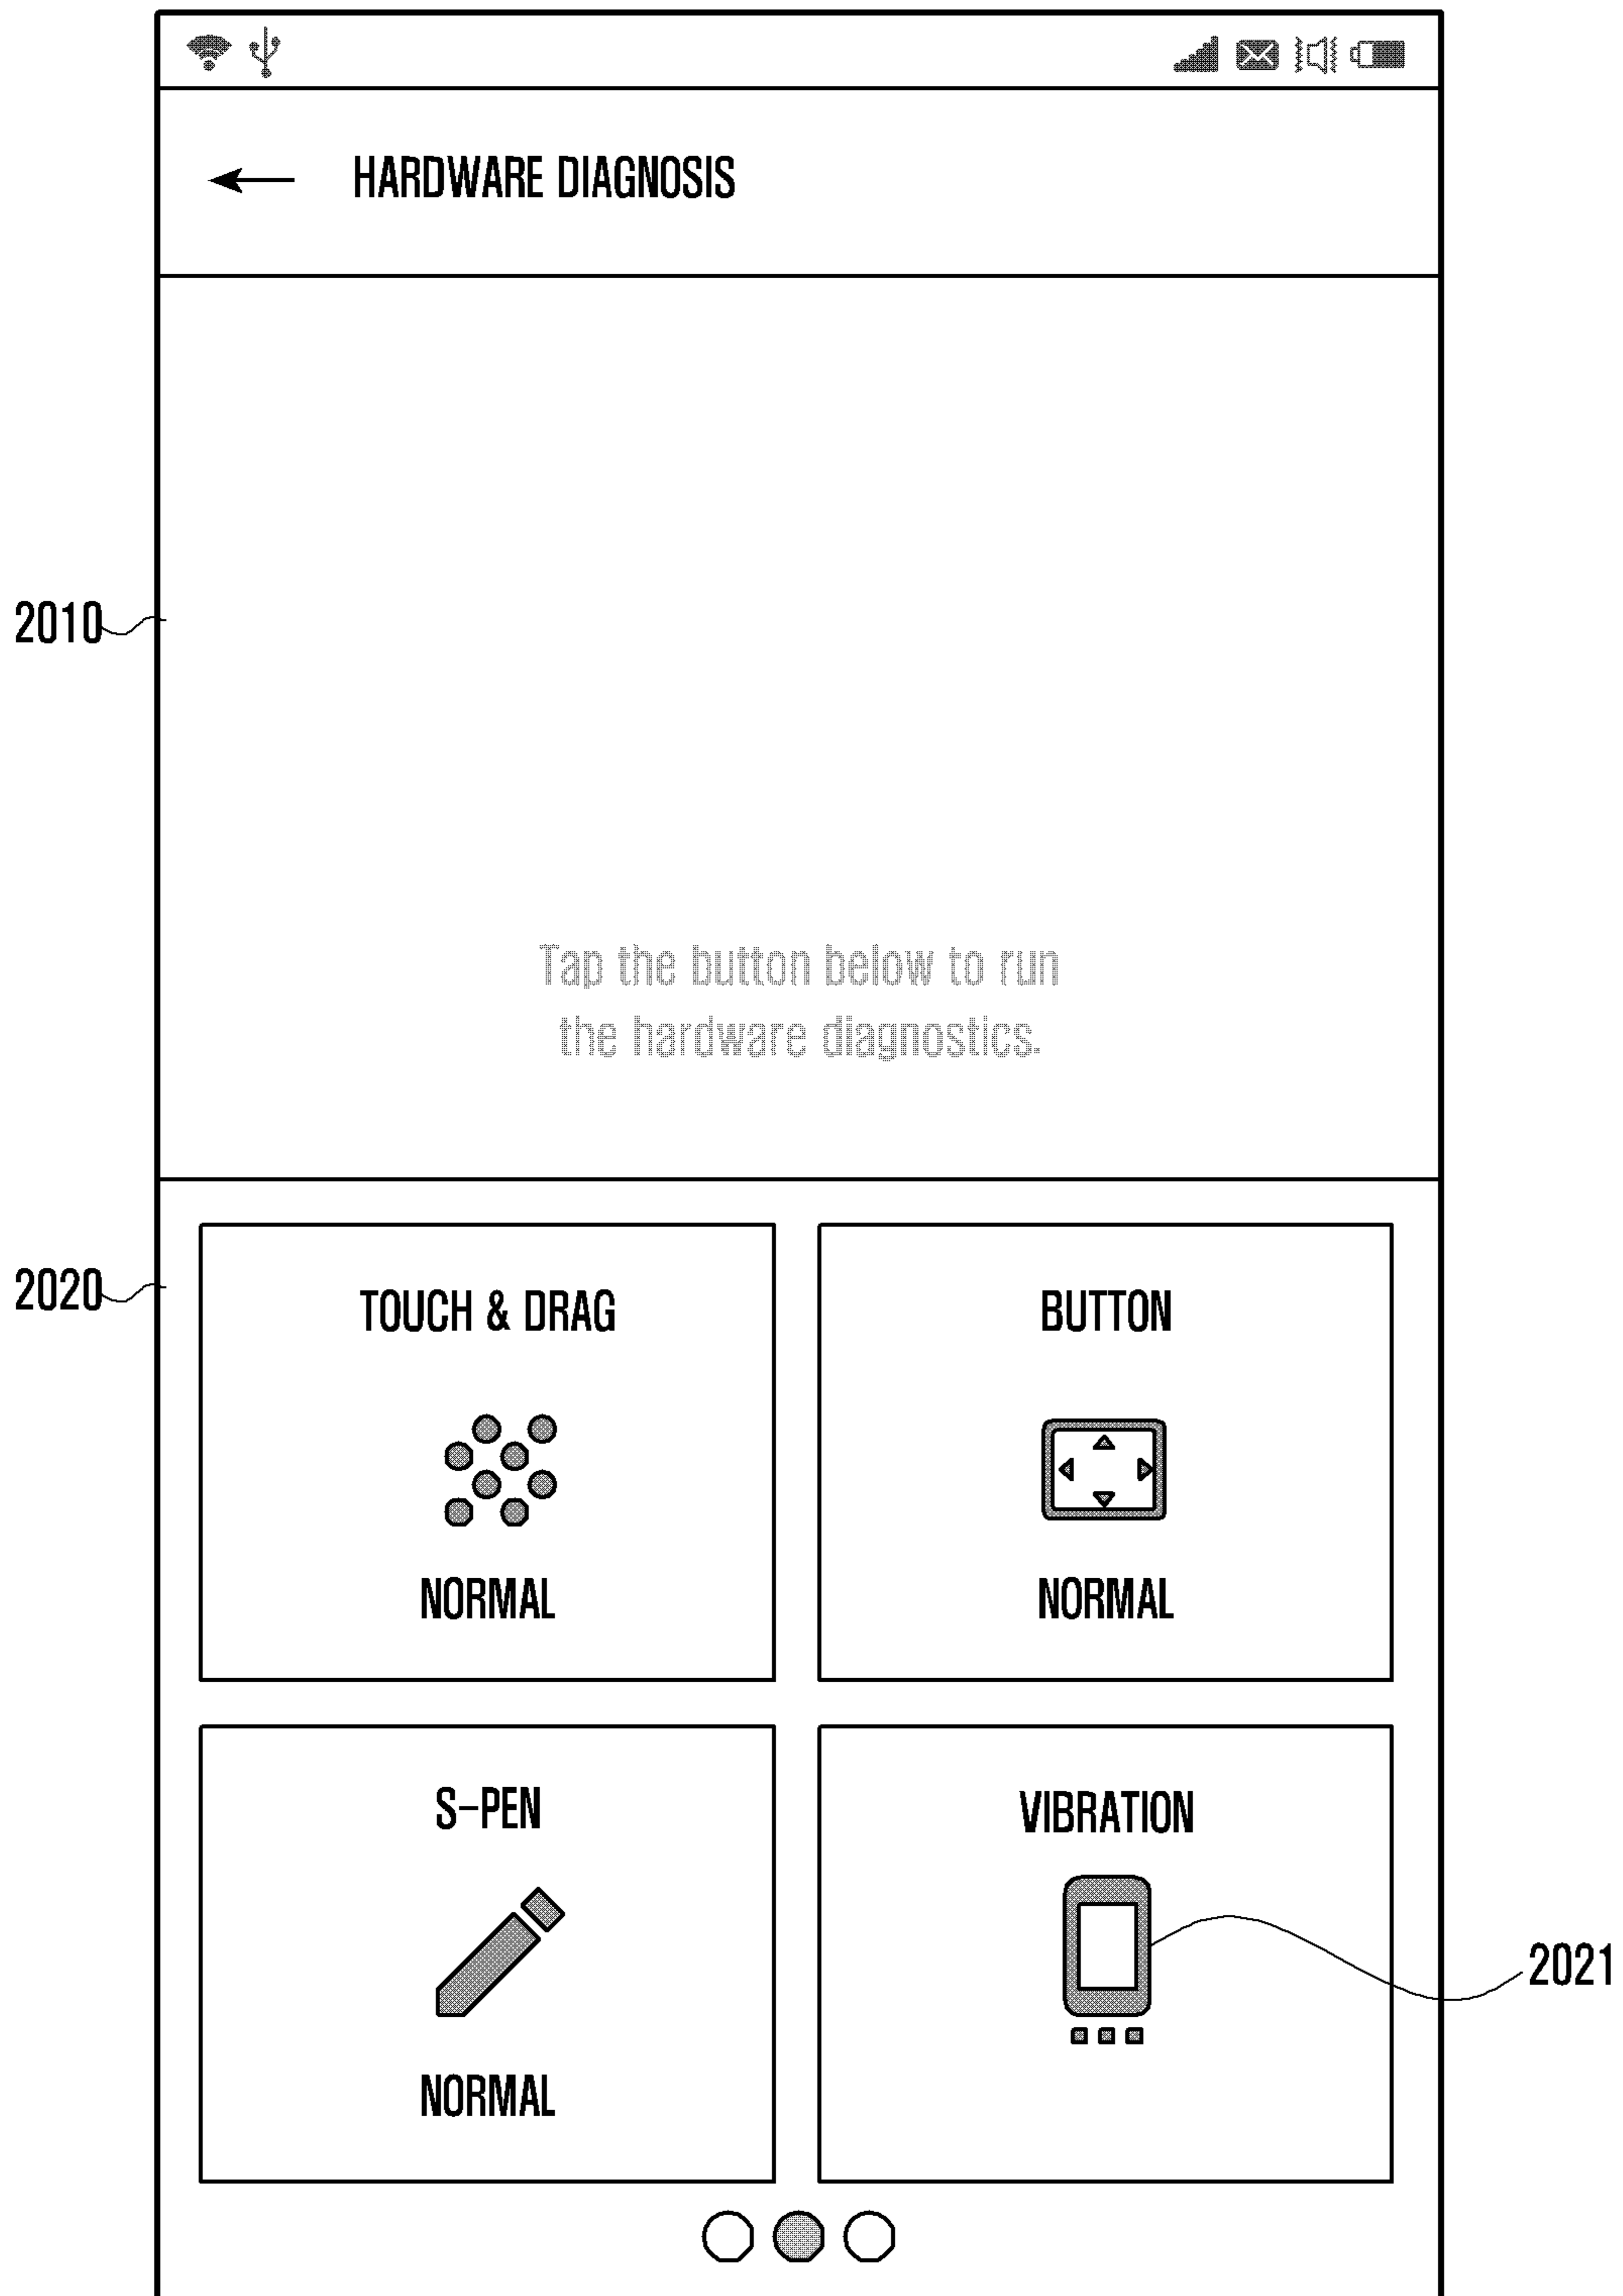 HARDWARE DIAGNOSIS
2010
Tap the button below to run
the hardware diagnostics.
2020
TOUCH & DRAG
BUTTON
NORMAL
NORMAL
S-PEN
VIBRATION
2021
NORMAL